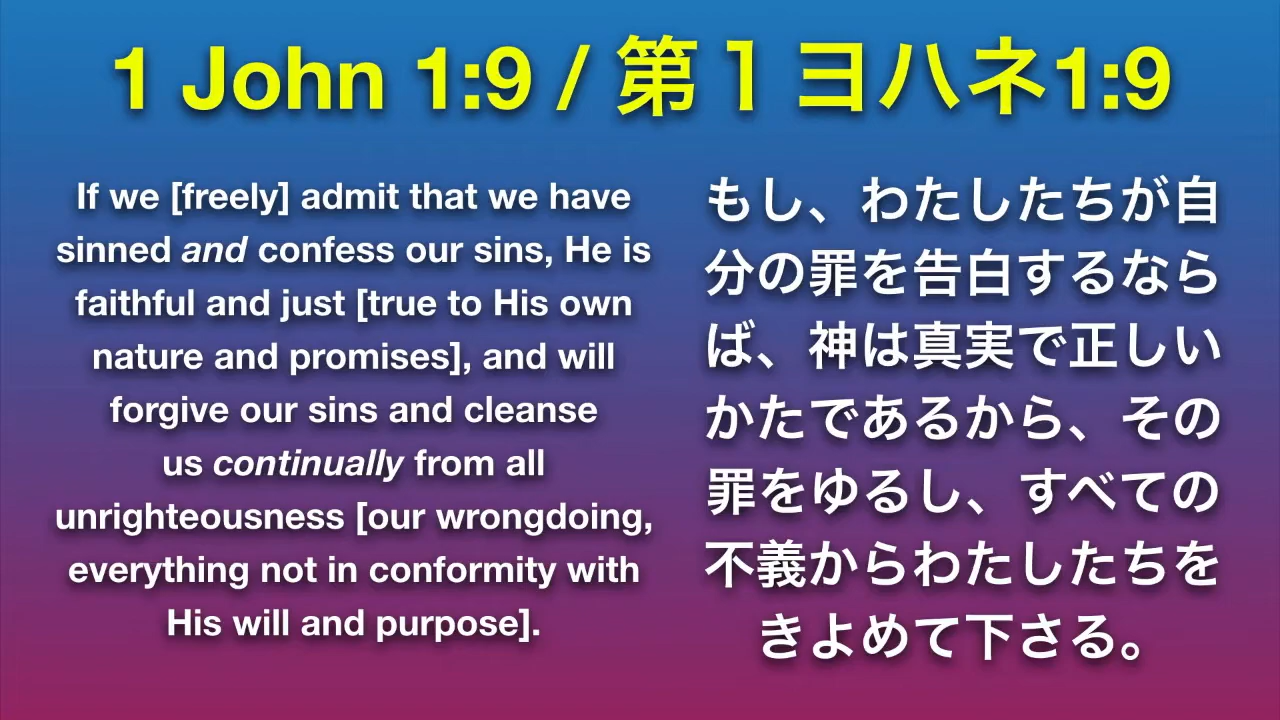 1 John 1:9 / 第１ヨハネ1:9
If we [freely] admit that we have
sinned and confess our sins, He is
faithful and just [true to His own
nature and promises], and will
forgive our sins and cleanse
us continually from all
unrighteousness [our wrongdoing,
everything not in conformity with
His will and purpose].
もし、わたしたちが自
分の罪を告白するなら
ば、神は真実で正しい
かたであるから、その
罪をゆるし、すべての
不義からわたしたちを
きよめて下さる。